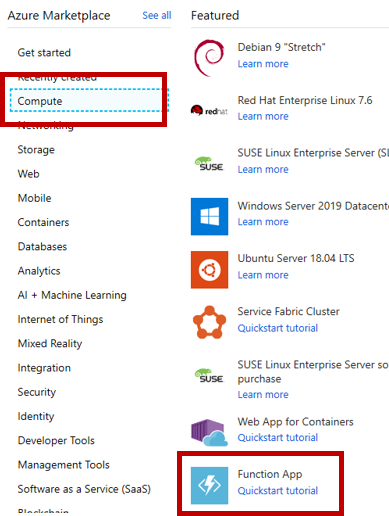 Azure Marketplace
See all
Get started
Recently created
Compute
Networking
Storage
Web
Mobile
Containers
Databases
Analytics
AI + Machine Learning
Internet of Things
Mixed Reality
Integration
Security
Identity
Developer Tools
Management Tools
Software as a Service (SaaS)
Blockchain
Featured
Debian 9 "Stretch"
Learn more
redhat
Red Hat Enterprise Linux 7.6
Learn more
SUSE
SUSE Linux Enterprise Server (SL
Learn more
Windows Server 2019 Datacente
Learn more
Ubuntu Server 18.04 LTS
Learn more
Service Fabric Cluster
Quickstart tutorial
SUSE
SUSE Linux Enterprise Server so
purchase
Learn more
Web App for Containers
Quickstart tutorial
Function App
Quickstart tutorial